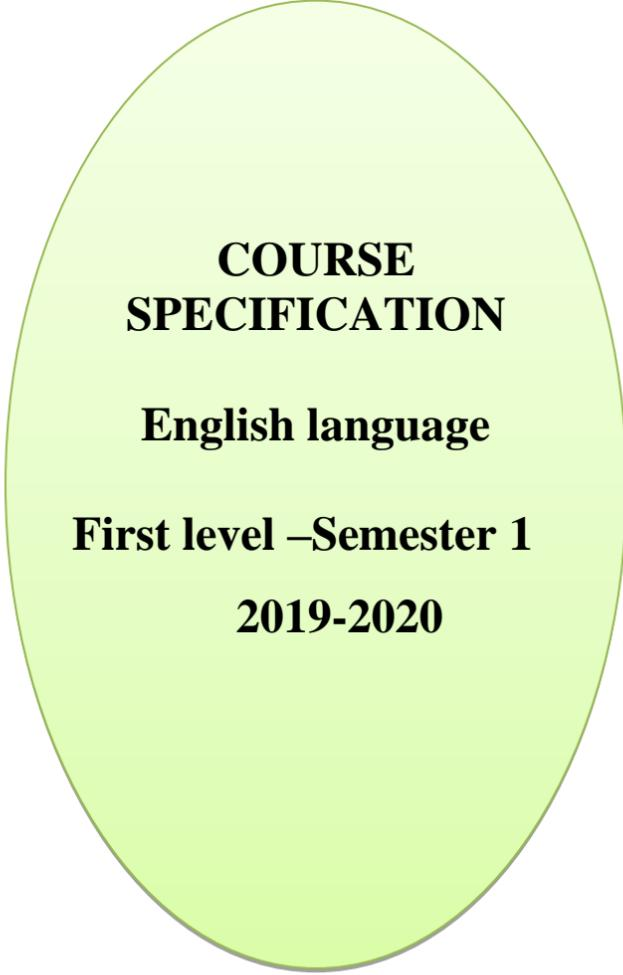 COURSE
SPECIFICATION
English language
First level –Semester 1
2019-2020